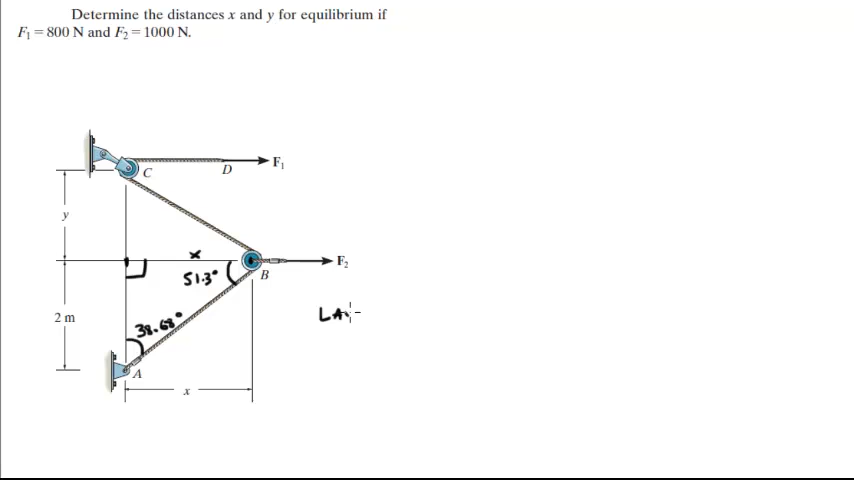 Determine the distances x and y for equilibrium if
F₁ = 800 N and F₂ = 1000 N.
C
D
F₁
y
x
F₂
51.3°
B
2 m
38.68°
LA
A
x